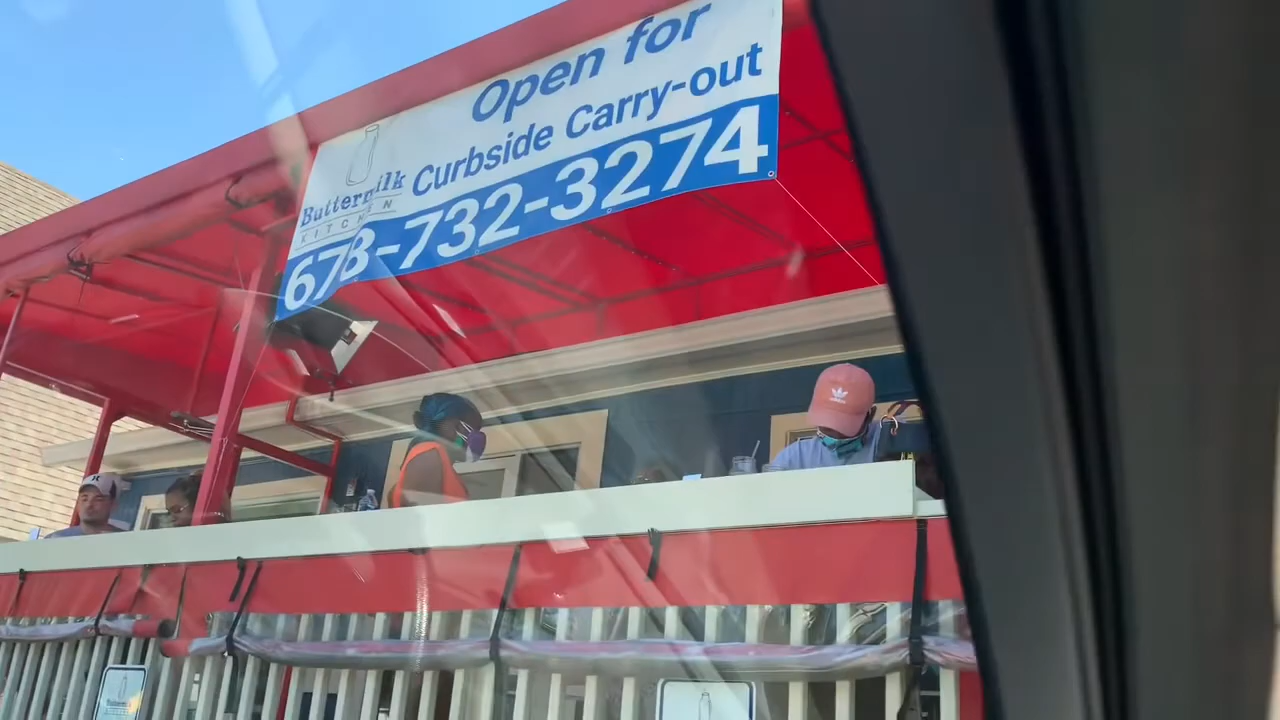 Open for
Curbside Carry-out
Buttermilk
KITCHEN
678-732-3274